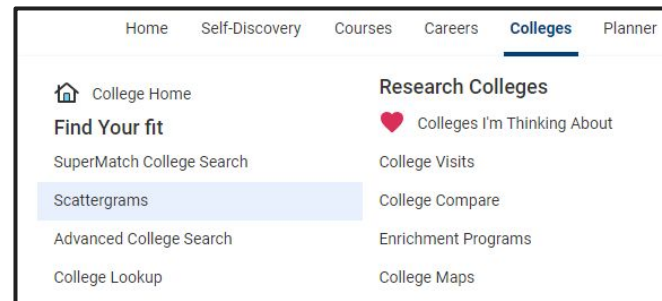 Home Self-Discovery Courses Careers Colleges Planner
College Home
Find Your fit
SuperMatch College Search
Scattergrams
Advanced College Search
College Lookup
Research Colleges
Colleges I'm Thinking About
College Visits
College Compare
Enrichment Programs
College Maps